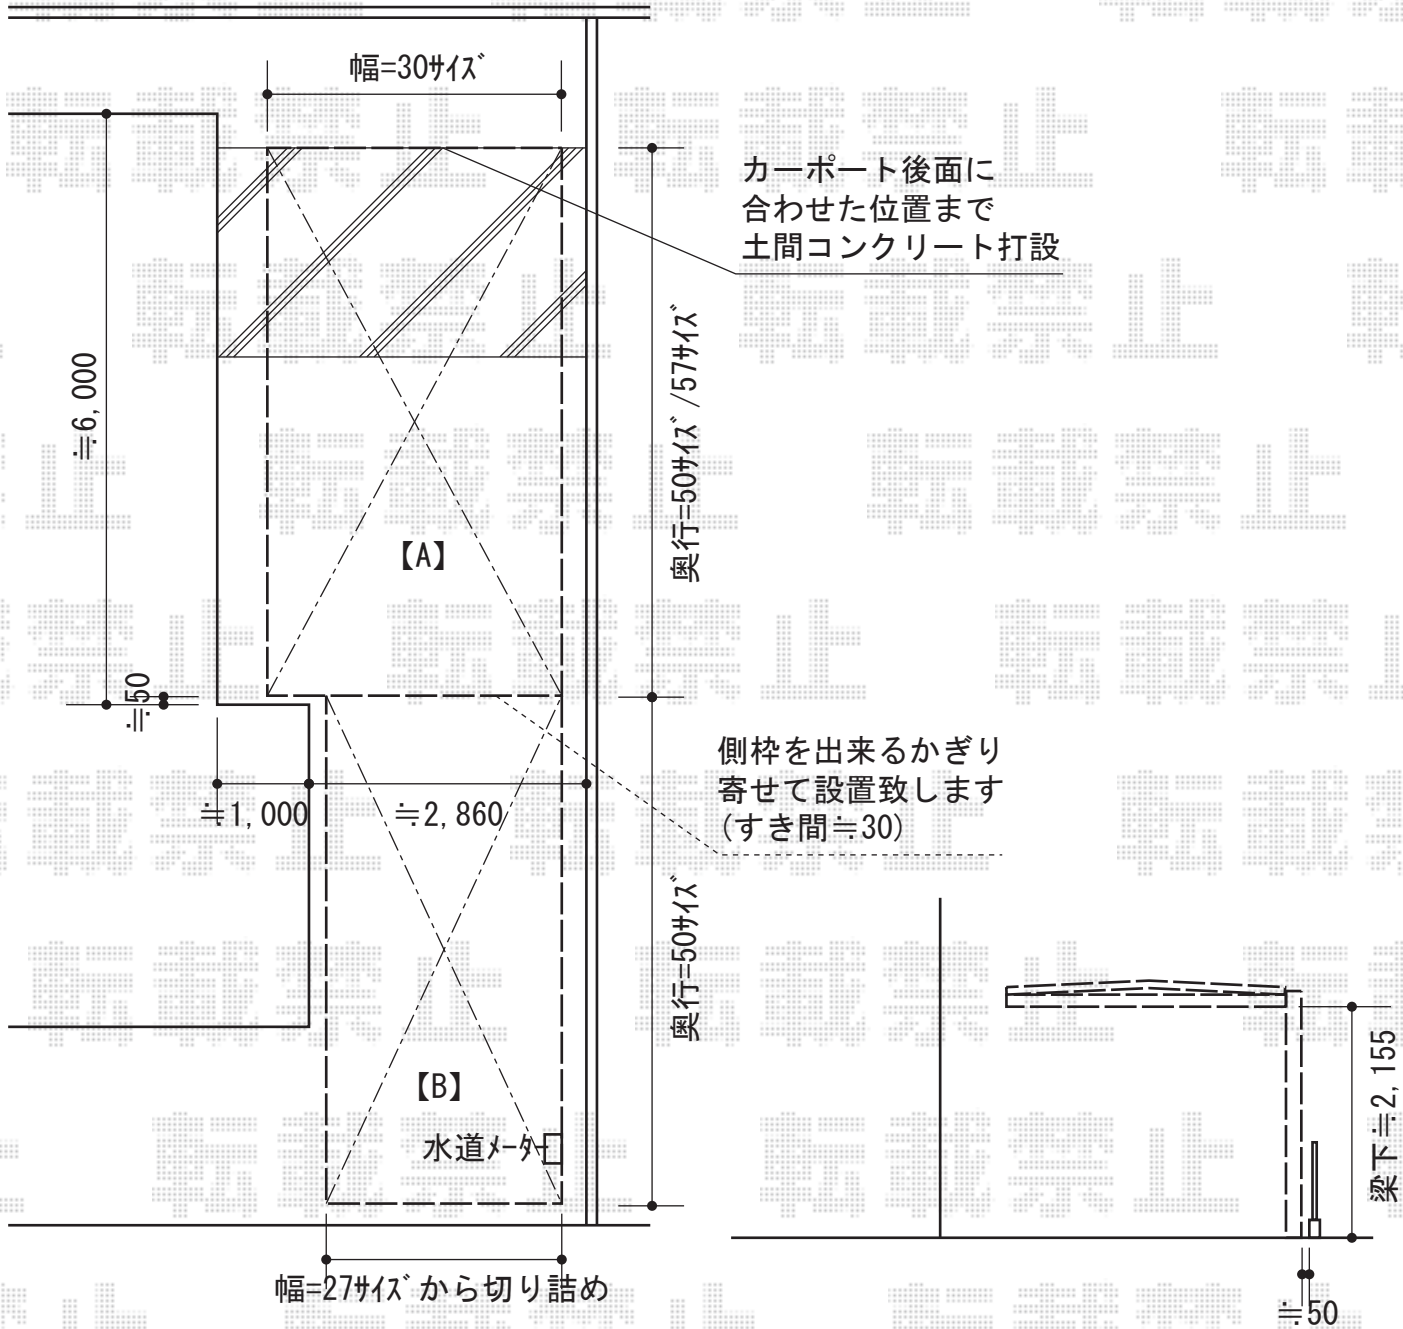 幅=30ｻｲｽﾞ
カーポート後面に
合わせた位置まで
土間コンクリート打設
≒6,000
奥行=50ｻｲｽﾞ/57ｻｲｽﾞ
【A】
≒50
側枠を出来るかぎり
寄せて設置致します
(すき間≒30)
≒1,000
≒2,860
奥行=50ｻｲｽﾞ
【B】
水道ﾒｰﾀｰ
幅=27ｻｲｽﾞから切り詰め
梁下≒2,155
≒50
転載禁止